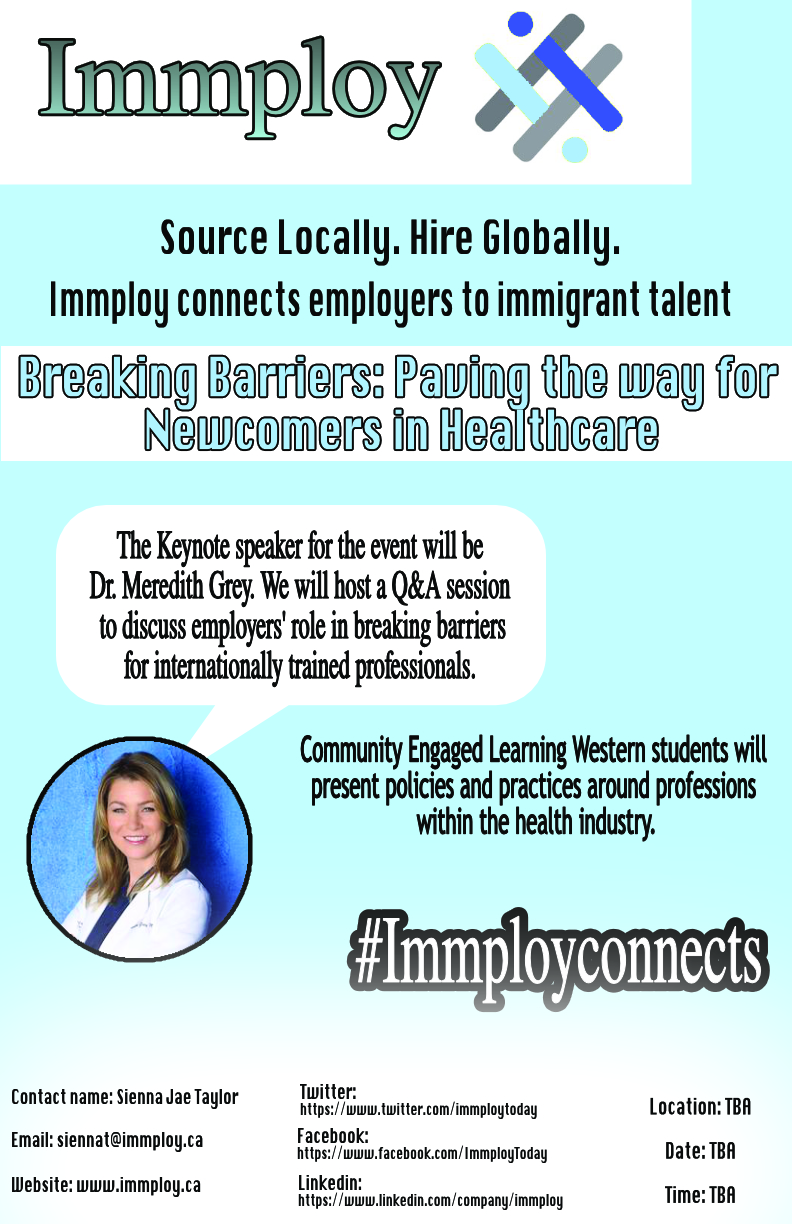 Immploy
Source Locally. Hire Globally.
Immploy connects employers to immigrant talent
Breaking Barriers: Paving the way for
Newcomers in Healthcare
The Keynote speaker for the event will be
Dr. Meredith Grey. We will host a Q&A session
to discuss employers' role in breaking barriers
for internationally trained professionals.
Community Engaged Learning Western students will
present policies and practices around professions
within the health industry.
#Immployconnects
Contact name: Sienna Jae Taylor
Email: siennat@immploy.ca
Website: www.immploy.ca
Twitter:
https://www.twitter.com/immploytoday
Facebook:
https://www.facebook.com/ImmployToday
Linkedin:
https://www.linkedin.com/company/immploy
Location: TBA
Date: TBA
Time: TBA